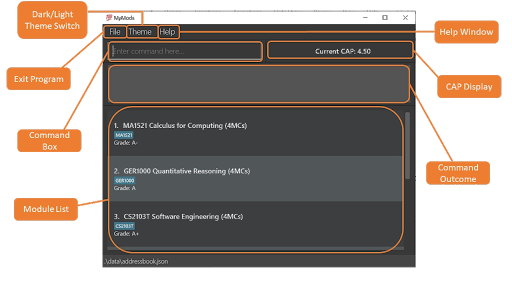 Dark/Light
Theme Switch
MyMods
File Theme Help
Help Window
Enter command here...
Current CAP: 4.50
Exit Program
CAP Display
Command
Box
1. MA1521 Calculus for Computing (4MCs)
MA1521
Grade: A-
Command
Outcome
2. GER1000 Quantitative Reasoning (4MCs)
GER1000
Grade: A
Module List
3. CS2103T Software Engineering (4MCs)
CS2103T
Grade: A+
.\data\addressbook.json